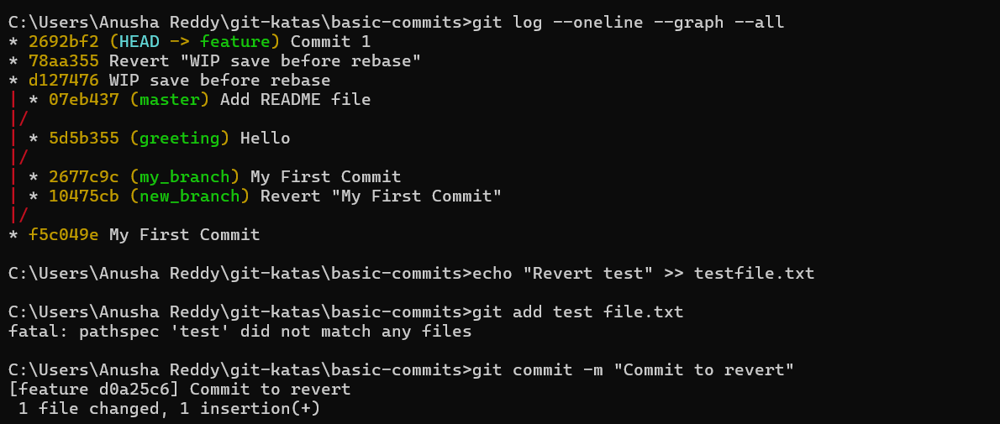 C:\Users\Anusha Reddy\git-katas\basic-commits>git log --oneline --graph --all
* 2692bf2 (HEAD -> feature) Commit 1
* 78aa355 Revert "WIP save before rebase"
* d127476 WIP save before rebase
| * 07eb437 (master) Add README file
|/
| * 5d5b355 (greeting) Hello
|/
| * 2677c9c (my_branch) My First Commit
| * 10475cb (new_branch) Revert "My First Commit"
|/
* f5c049e My First Commit
C:\Users\Anusha Reddy\git-katas\basic-commits>echo "Revert test" >> testfile.txt
C:\Users\Anusha Reddy\git-katas\basic-commits>git add test file.txt
fatal: pathspec 'test' did not match any files
C:\Users\Anusha Reddy\git-katas\basic-commits>git commit -m "Commit to revert"
[feature d0a25c6] Commit to revert
 1 file changed, 1 insertion(+)